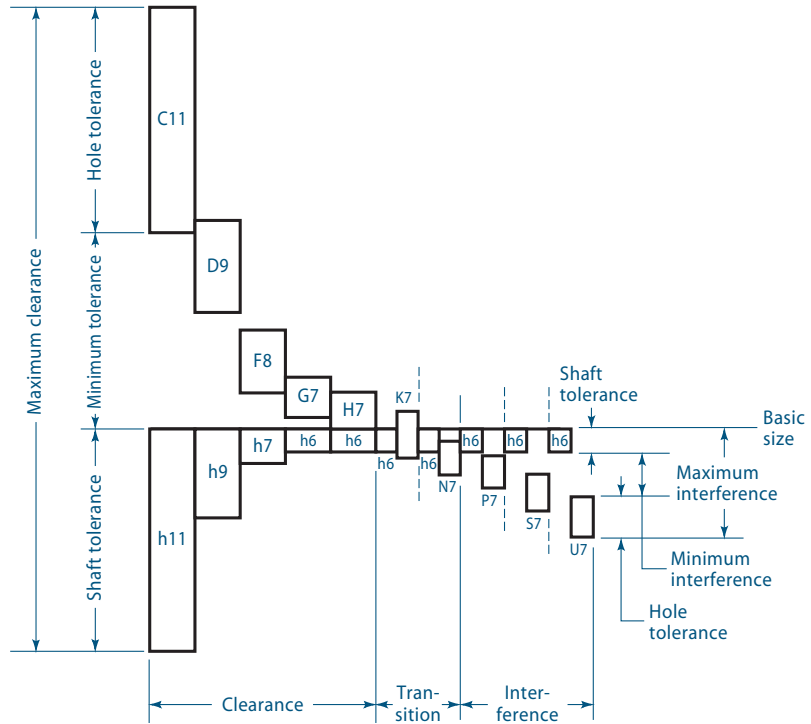 C11
D9
F8
G7
H7
K7
h7
h6
h6
h6
h6
h6
h6
h6
h9
h11
N7
P7
S7
U7
Maximum clearance
Hole tolerance
Minimum tolerance
Shaft tolerance
Shaft
tolerance
Basic
size
Maximum
interference
Minimum
interference
Hole
tolerance
Clearance
Tran-
sition
Inter-
ference